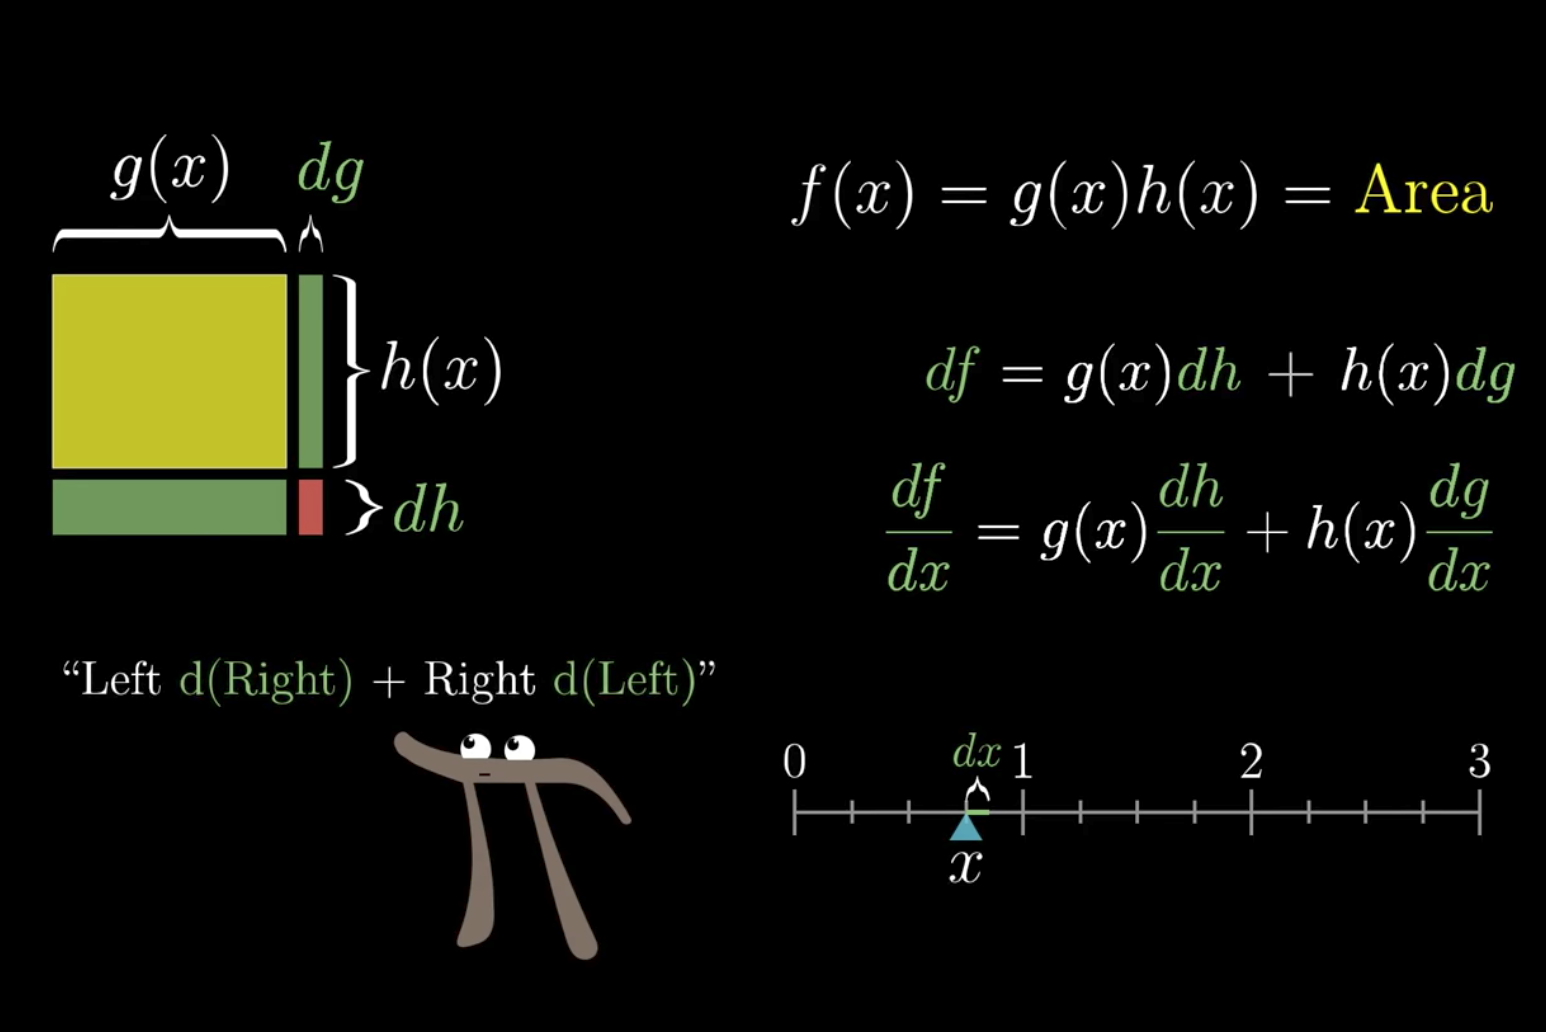 g(x) dg
f(x) = g(x)h(x) = Area
h(x)
df = g(x)dh + h(x)dg
dh
df/dx = g(x) dh/dx + h(x) dg/dx
“Left d(Right) + Right d(Left)”
0 dx 1 2 3
x